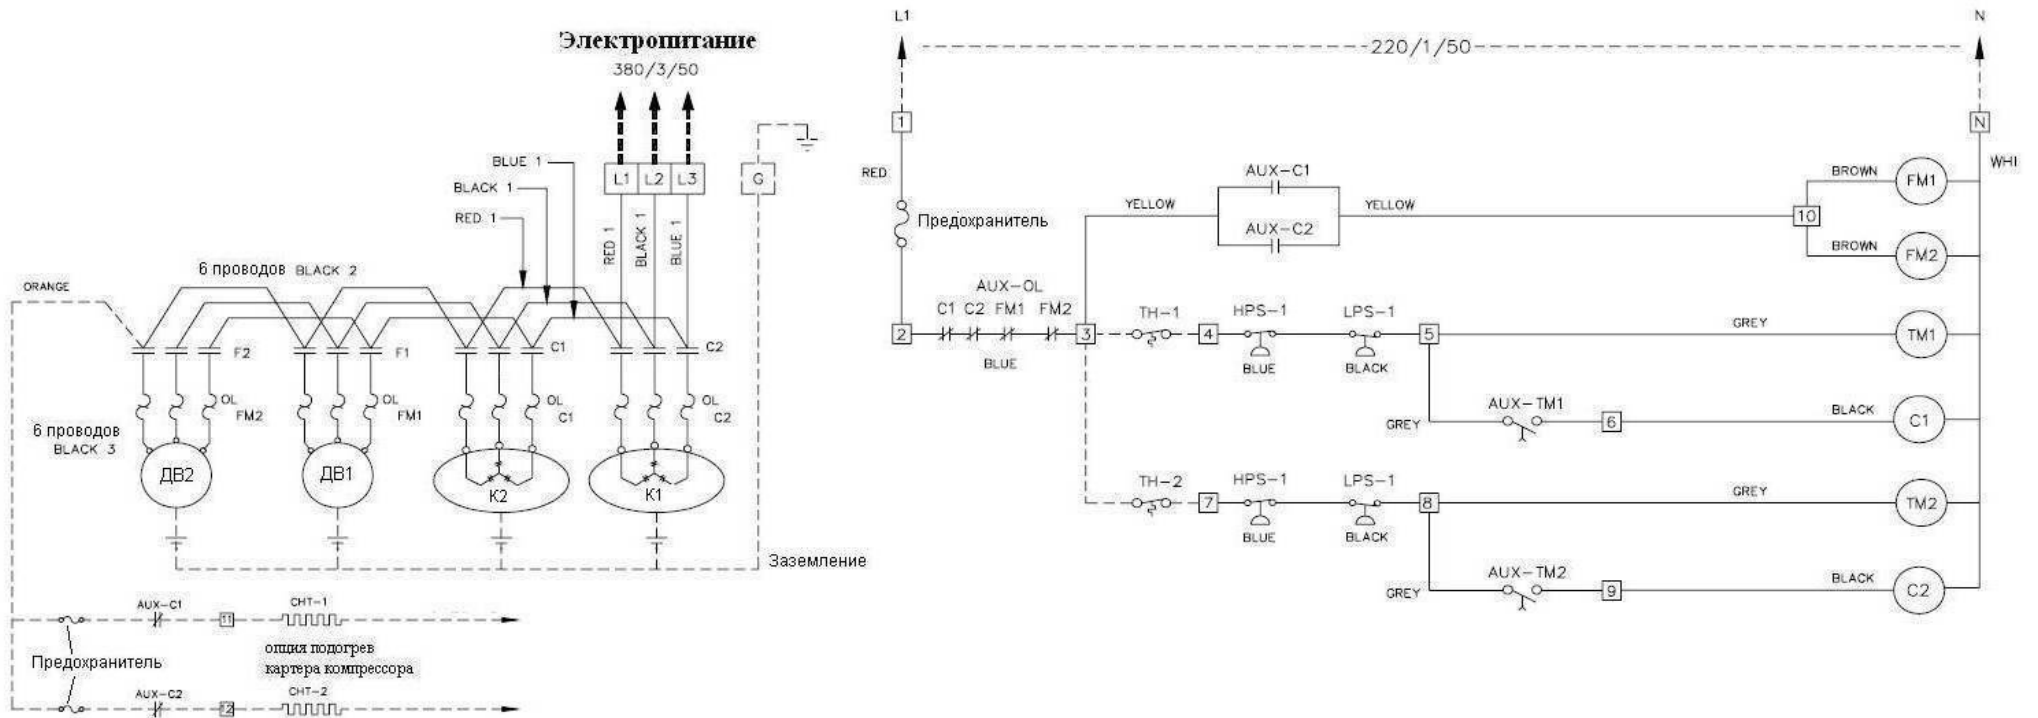 Электропитание
380/3/50
L1 L2 L3
G
BLUE 1
BLACK 1
RED 1
RED 1
BLACK 1
BLUE 1
6 проводов BLACK 2
ORANGE
F2
F1
C1
C2
OL
FM2
OL
FM1
OL
C1
OL
C2
6 проводов
BLACK 3
ДВ2
ДВ1
К2
К1
Заземление
AUX-C1
11
CHT-1
Предохранитель
опция подогрев
картера компрессора
AUX-C2
12
CHT-2
L1
N
220/1/50
1
N
RED
WHI
Предохранитель
AUX-C1
YELLOW
YELLOW
AUX-C2
10
BROWN
FM1
BROWN
FM2
AUX-OL
C1 C2 FM1 FM2
2
BLUE
3
TH-1
4
HPS-1
BLUE
LPS-1
BLACK
5
GREY
TM1
GREY
AUX-TM1
6
BLACK
C1
TH-2
7
HPS-1
BLUE
LPS-1
BLACK
8
GREY
TM2
GREY
AUX-TM2
9
BLACK
C2